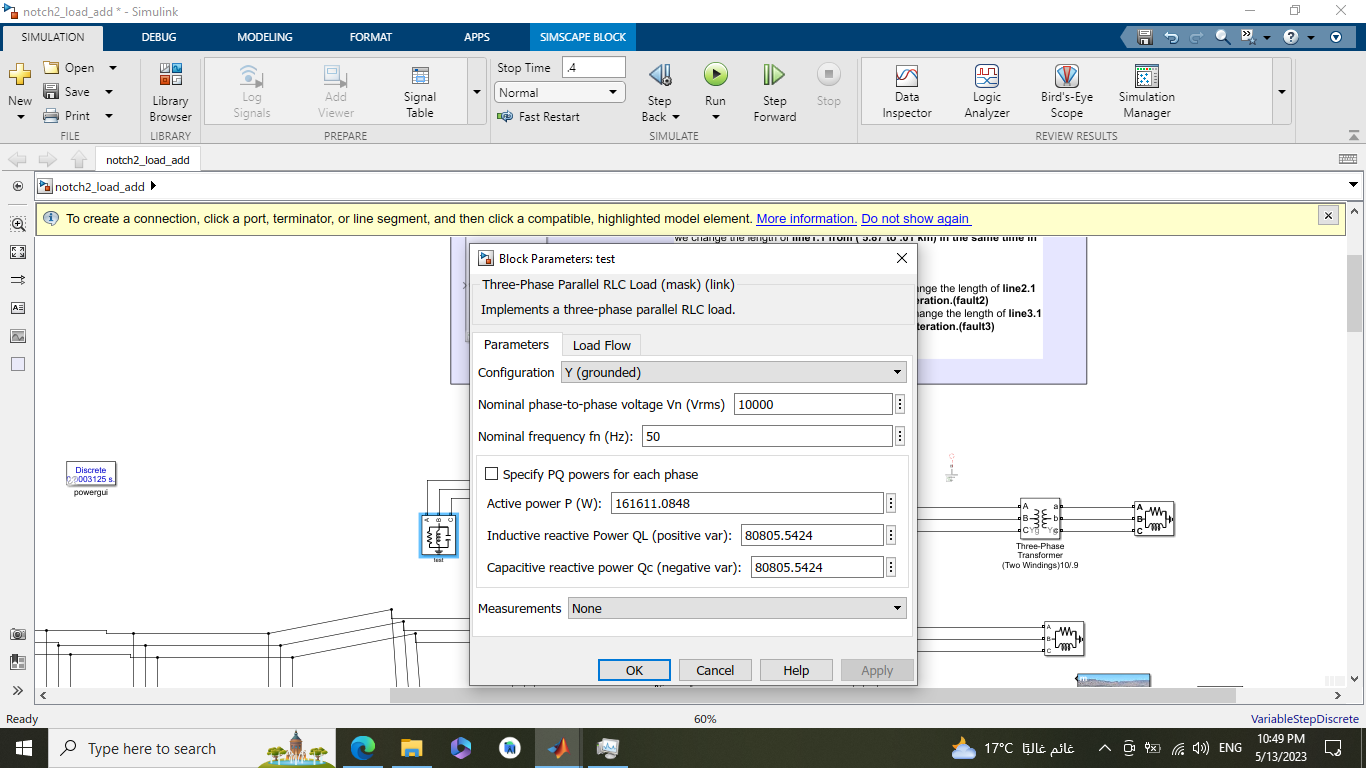 notch2_load_add * - Simulink
SIMULATION DEBUG MODELING FORMAT APPS SIMSCAPE BLOCK
New
Open
Save
Print
FILE
Library
Browser
LIBRARY
Log
Signals
Add
Viewer
Signal
Table
PREPARE
Stop Time .4
Normal
Fast Restart
Step
Back
Run
Step
Forward
Stop
SIMULATE
Data
Inspector
Logic
Analyzer
Bird's-Eye
Scope
Simulation
Manager
REVIEW RESULTS
notch2_load_add
notch2_load_add
To create a connection, click a port, terminator, or line segment, and then click a compatible, highlighted model element. More information. Do not show again
we change the length of line1.1 from ( 5.87 to .01 km) in the same time in
nge the length of line2.1
eration.(fault2)
ange the length of line3.1
teration.(fault3)
Block Parameters: test
Three-Phase Parallel RLC Load (mask) (link)
Implements a three-phase parallel RLC load.
Parameters Load Flow
Configuration Y (grounded)
Nominal phase-to-phase voltage Vn (Vrms) 10000
Nominal frequency fn (Hz): 50
Specify PQ powers for each phase
Active power P (W): 161611.0848
Inductive reactive Power QL (positive var): 80805.5424
Capacitive reactive power Qc (negative var): 80805.5424
Measurements None
OK Cancel Help Apply
Discrete
003125 s.
powergui
A B C
test
A a
B b
C Yg Yg c
Three-Phase
Transformer
(Two Windings)10/.9
A
B
C
A
B
C
Ready 60% VariableStepDiscrete
Type here to search
17°C غائم غالبًا
ENG
10:49 PM
5/13/2023